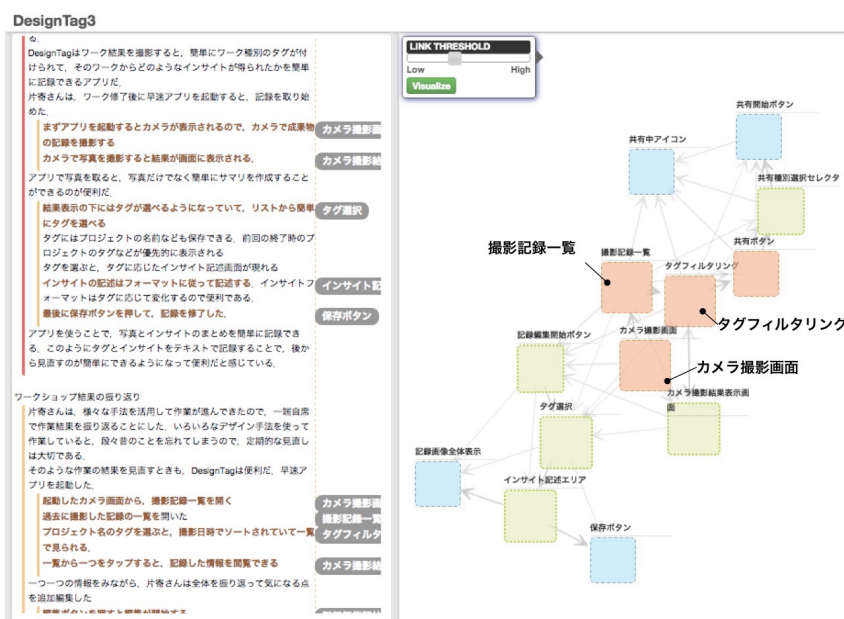 DesignTag3
る.
DesignTagはワーク結果を撮影すると，簡単にワーク種別のタグが付
けられて，そのワークからどのようなインサイトが得られたかを簡単
に記録できるアプリだ.
片寄さんは，ワーク修了後に早速アプリを起動すると，記録を取り始
めた.
まずアプリを起動するとカメラが表示されるので，カメラで成果物
の記録を撮影する
カメラ撮影画
カメラで写真を撮影すると結果が画面に表示される.
カメラ撮影結
アプリで写真を取ると，写真だけでなく簡単にサマリを作成すること
ができるのが便利だ.
結果表示の下にはタグが選べるようになっていて，リストから簡単
にタグを選べる
タグ選択
タグにはプロジェクトの名前なども保存できる．前回の終了時のプ
ロジェクトのタグなどが優先的に表示される
タグを選ぶと，タグに応じたインサイト記述画面が現れる
インサイトの記述はフォーマットに従って記述する．インサイトフ
ォーマットはタグに応じて変化するので便利である.
インサイト記
最後に保存ボタンを押して，記録を修了した.
保存ボタン
アプリを使うことで，写真とインサイトのまとめを簡単に記録でき
る．このようにタグとインサイトをテキストで記録することで，後か
ら見直すのが簡単にできるようになって便利だと感じている.
ワークショップ結果の振り返り
片寄さんは，様々な手法を活用して作業が進んできたので，一端自席
で作業結果を振り返ることにした．いろいろなデザイン手法を使って
作業していると，段々昔のことを忘れてしまうので，定期的な見直し
は大切である.
そのような作業の結果を見直すときも，DesignTagは便利だ．早速ア
プリを起動した.
起動したカメラ画面から，撮影記録一覧を開く
カメラ撮影画
過去に撮影した記録の一覧を開いた
撮影記録一覧
プロジェクト名のタグを選ぶと，撮影日時でソートされていて一覧
で見られる.
タグフィルタ
一覧から一つをタップすると，記録した情報を閲覧できる
カメラ撮影結
一つ一つの情報をみながら，片寄さんは全体を振り返って気になる点
を追加編集した
編集ボタンを押すと編集が開始する
LINK THRESHOLD
Low High
Visualize
共有開始ボタン
共有中アイコン
共有種別選択セレクタ
共有ボタン
撮影記録一覧
撮影記録一覧
タグフィルタリング
タグフィルタリング
記録編集開始ボタン
カメラ撮影画面
カメラ撮影画面
カメラ撮影結果表示画
面
タグ選択
記録画像全体表示
インサイト記述エリア
保存ボタン